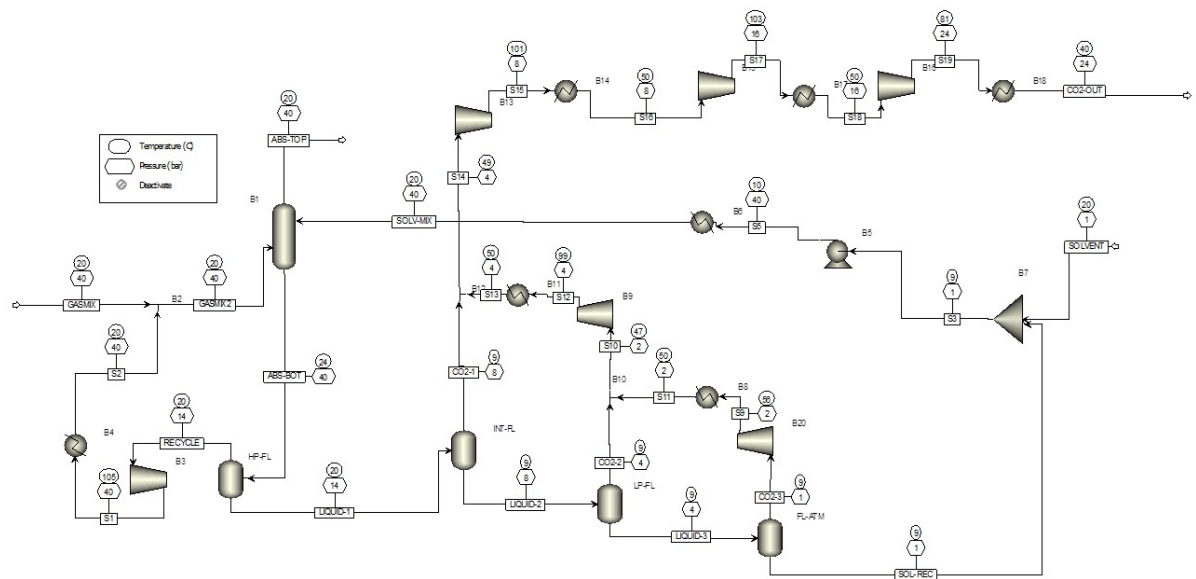 101
8
S15
B14
B13
50
8
S16
103
16
S17
B17
50
16
S18
81
24
S19
B18
40
24
CO2-OUT
20
40
ABS-TOP
Temperature (C)
Pressure (bar)
Deactivate
B1
49
4
S14
20
40
SOLV-MIX
B6
10
40
S5
B5
20
1
SOLVENT
B7
9
1
S3
20
40
GASMIX
B2
20
40
GASMIX2
20
40
S2
50
4
S13
B11
99
4
S12
B9
47
2
S10
B10
50
2
S11
B8
56
2
S9
B20
9
8
CO2-1
ABS-BOT
24
40
20
14
RECYCLE
B4
B3
HP-FL
105
40
S1
20
14
LIQUID-1
INT-FL
9
8
LIQUID-2
9
4
CO2-2
LP-FL
9
4
LIQUID-3
9
1
CO2-3
FL-ATM
9
1
SOL-REC